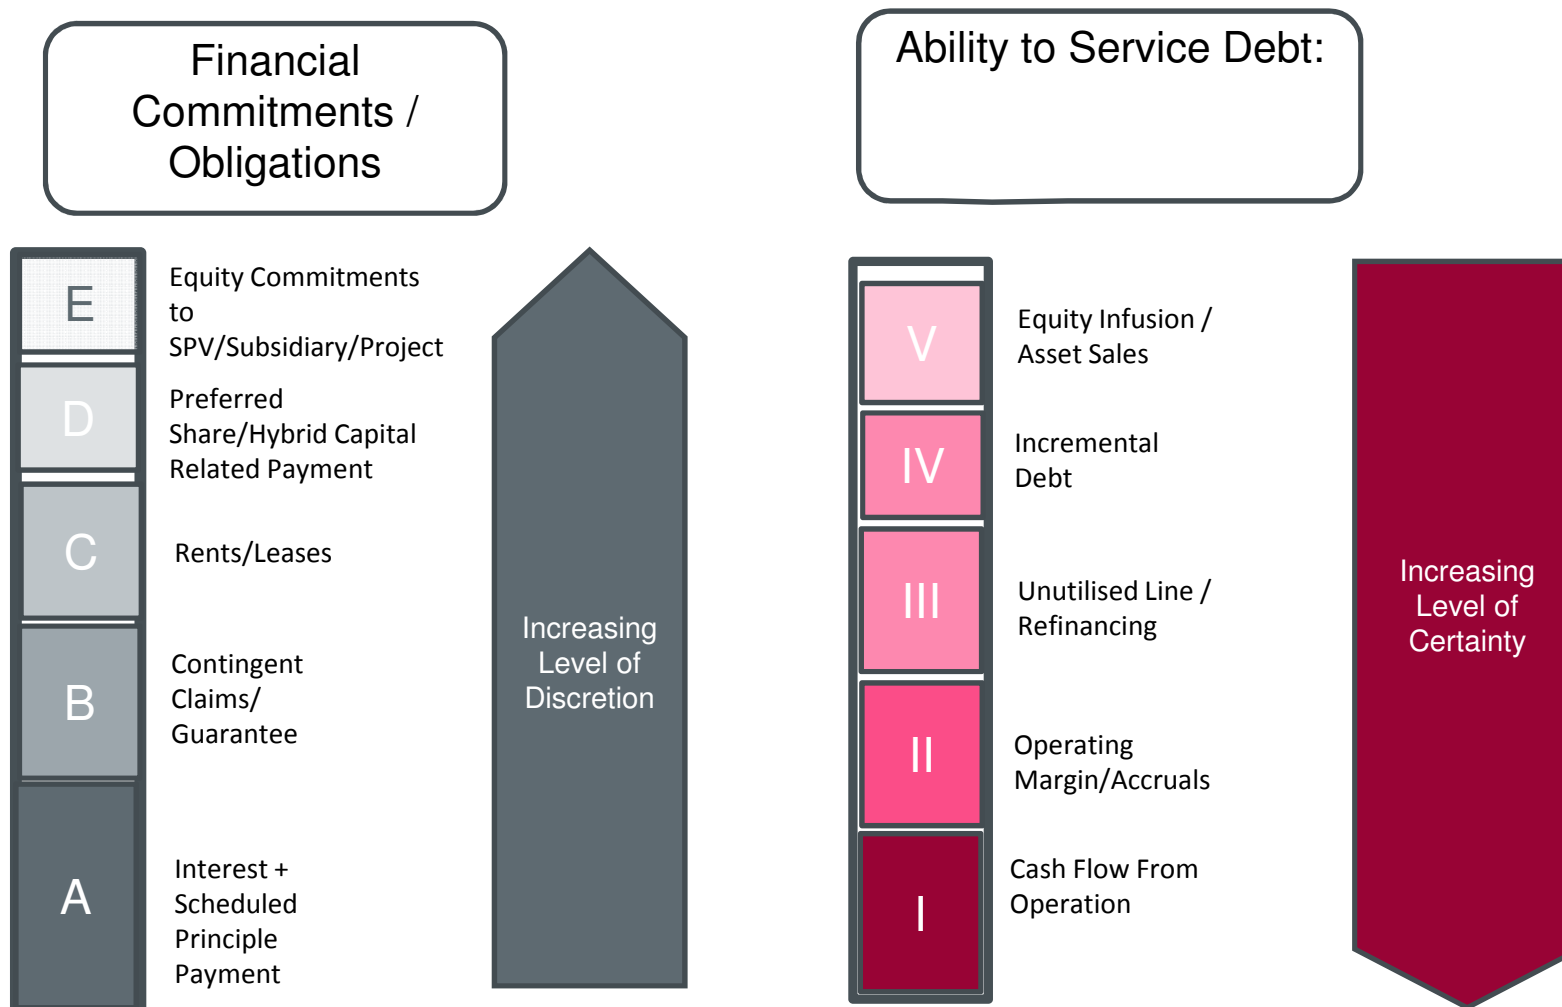 Financial
Commitments /
Obligations
E
Equity Commitments
to
SPV/Subsidiary/Project
D
Preferred
Share/Hybrid Capital
Related Payment
C
Rents/Leases
B
Contingent
Claims/
Guarantee
A
Interest +
Scheduled
Principle
Payment
Increasing
Level of
Discretion
Ability to Service Debt:
V
Equity Infusion /
Asset Sales
IV
Incremental
Debt
III
Unutilised Line /
Refinancing
II
Operating
Margin/Accruals
I
Cash Flow From
Operation
Increasing
Level of
Certainty